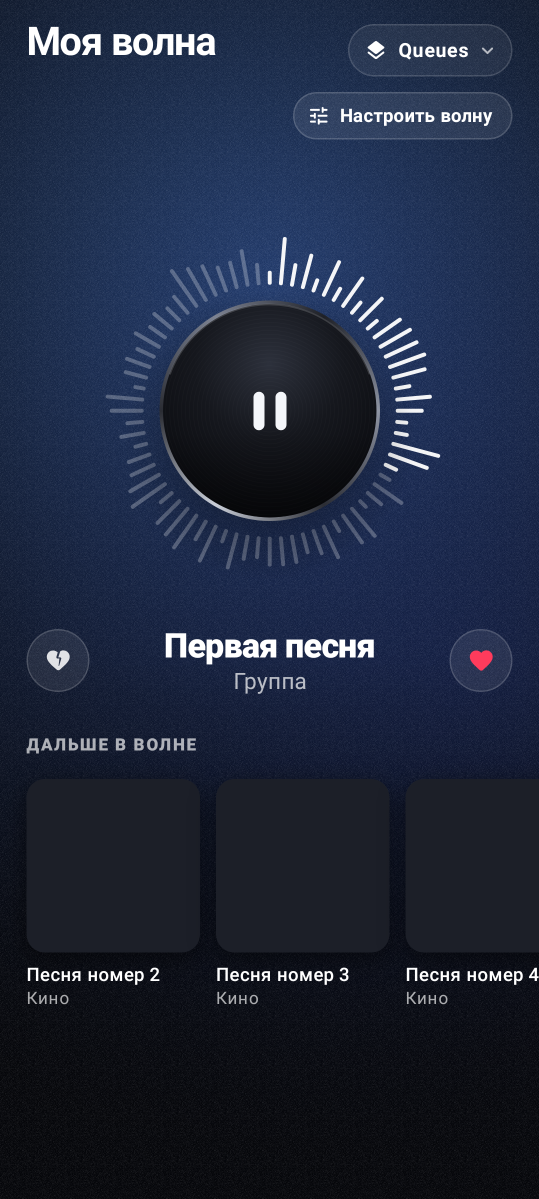 Моя волна
Queues
Настроить волну
Первая песня
Группа
ДАЛЬШЕ В ВОЛНЕ
Песня номер 2
Кино
Песня номер 3
Кино
Песня номер 4
Кино